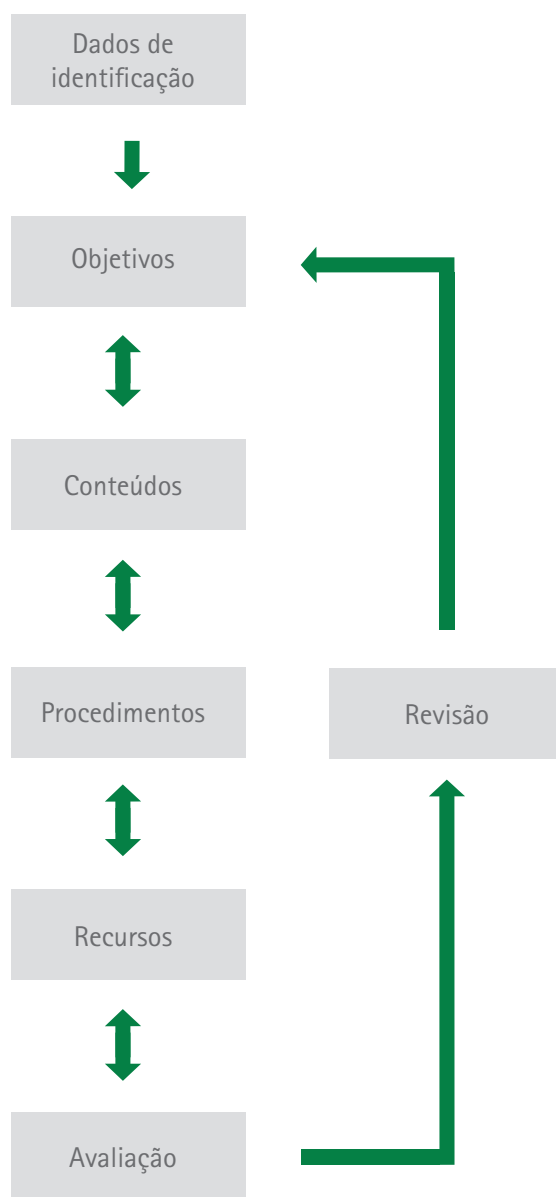 Dados de
identificação
Objetivos
Conteúdos
Procedimentos
Revisão
Recursos
Avaliação